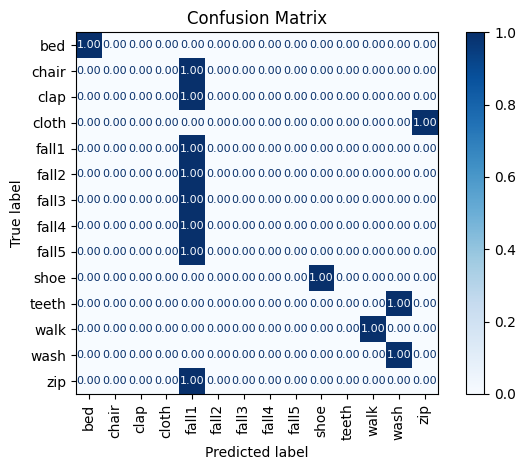 Confusion Matrix
True label
bed 1.00 0.00 0.00 0.00 0.00 0.00 0.00 0.00 0.00 0.00 0.00 0.00 0.00 0.00
chair 0.00 0.00 0.00 0.00 1.00 0.00 0.00 0.00 0.00 0.00 0.00 0.00 0.00 0.00
clap 0.00 0.00 0.00 0.00 1.00 0.00 0.00 0.00 0.00 0.00 0.00 0.00 0.00 0.00
cloth 0.00 0.00 0.00 0.00 0.00 0.00 0.00 0.00 0.00 0.00 0.00 0.00 0.00 1.00
fall1 0.00 0.00 0.00 0.00 1.00 0.00 0.00 0.00 0.00 0.00 0.00 0.00 0.00 0.00
fall2 0.00 0.00 0.00 0.00 1.00 0.00 0.00 0.00 0.00 0.00 0.00 0.00 0.00 0.00
fall3 0.00 0.00 0.00 0.00 1.00 0.00 0.00 0.00 0.00 0.00 0.00 0.00 0.00 0.00
fall4 0.00 0.00 0.00 0.00 1.00 0.00 0.00 0.00 0.00 0.00 0.00 0.00 0.00 0.00
fall5 0.00 0.00 0.00 0.00 1.00 0.00 0.00 0.00 0.00 0.00 0.00 0.00 0.00 0.00
shoe 0.00 0.00 0.00 0.00 0.00 0.00 0.00 0.00 0.00 1.00 0.00 0.00 0.00 0.00
teeth 0.00 0.00 0.00 0.00 0.00 0.00 0.00 0.00 0.00 0.00 0.00 0.00 1.00 0.00
walk 0.00 0.00 0.00 0.00 0.00 0.00 0.00 0.00 0.00 0.00 0.00 1.00 0.00 0.00
wash 0.00 0.00 0.00 0.00 0.00 0.00 0.00 0.00 0.00 0.00 0.00 0.00 1.00 0.00
zip 0.00 0.00 0.00 0.00 1.00 0.00 0.00 0.00 0.00 0.00 0.00 0.00 0.00 0.00
bed chair clap cloth fall1 fall2 fall3 fall4 fall5 shoe teeth walk wash zip
Predicted label
1.0
0.8
0.6
0.4
0.2
0.0